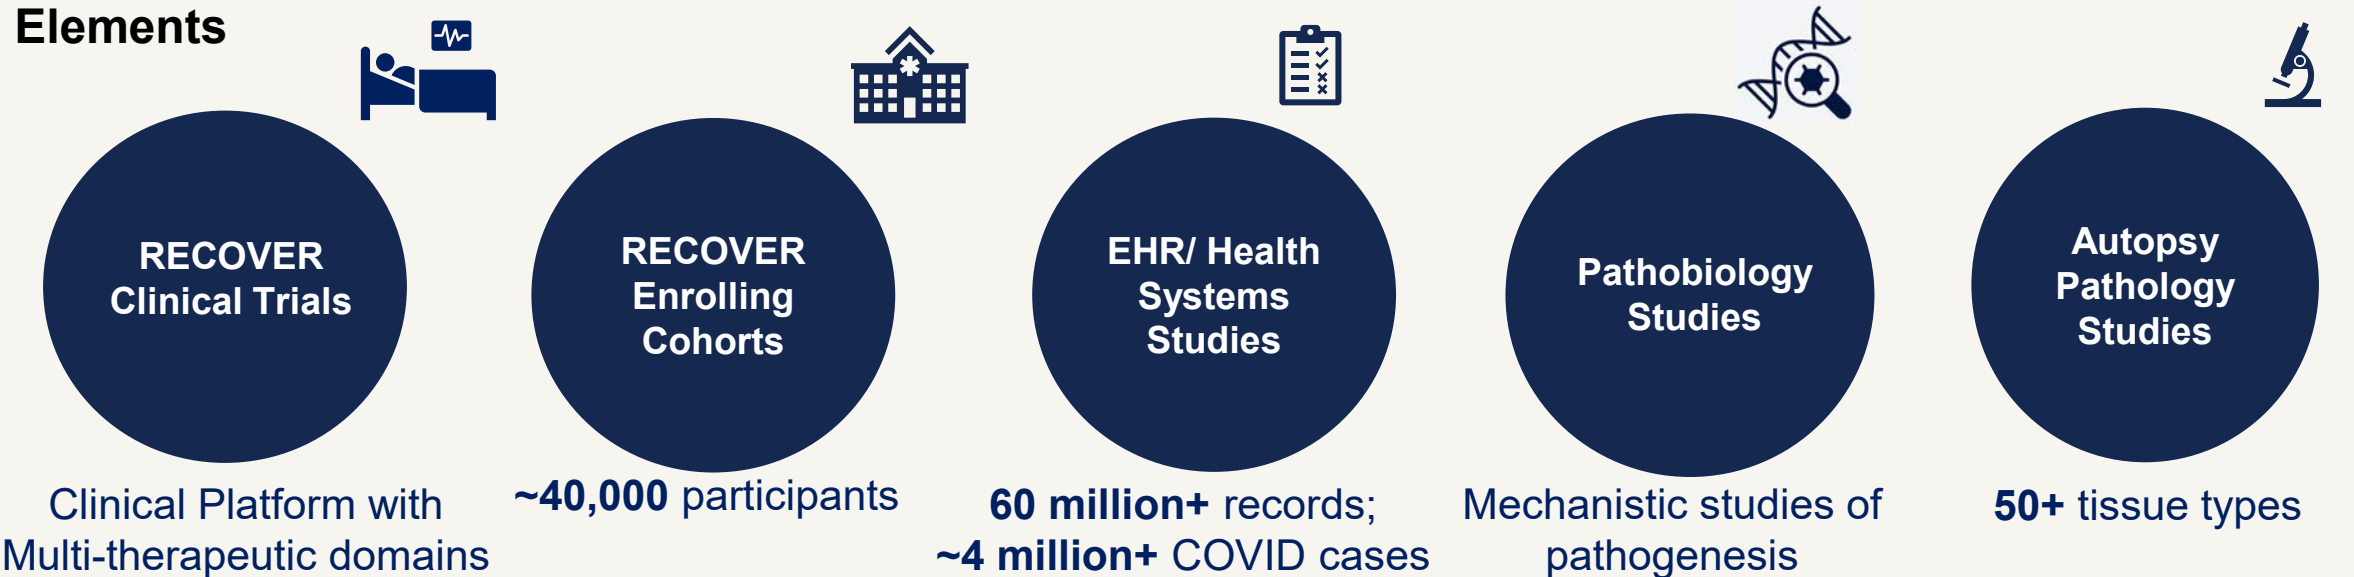 Elements
RECOVER
Clinical Trials
Clinical Platform with
Multi-therapeutic domains
RECOVER
Enrolling
Cohorts
~40,000 participants
EHR/ Health
Systems
Studies
60 million+ records;
~4 million+ COVID cases
Pathobiology
Studies
Mechanistic studies of
pathogenesis
Autopsy
Pathology
Studies
50+ tissue types